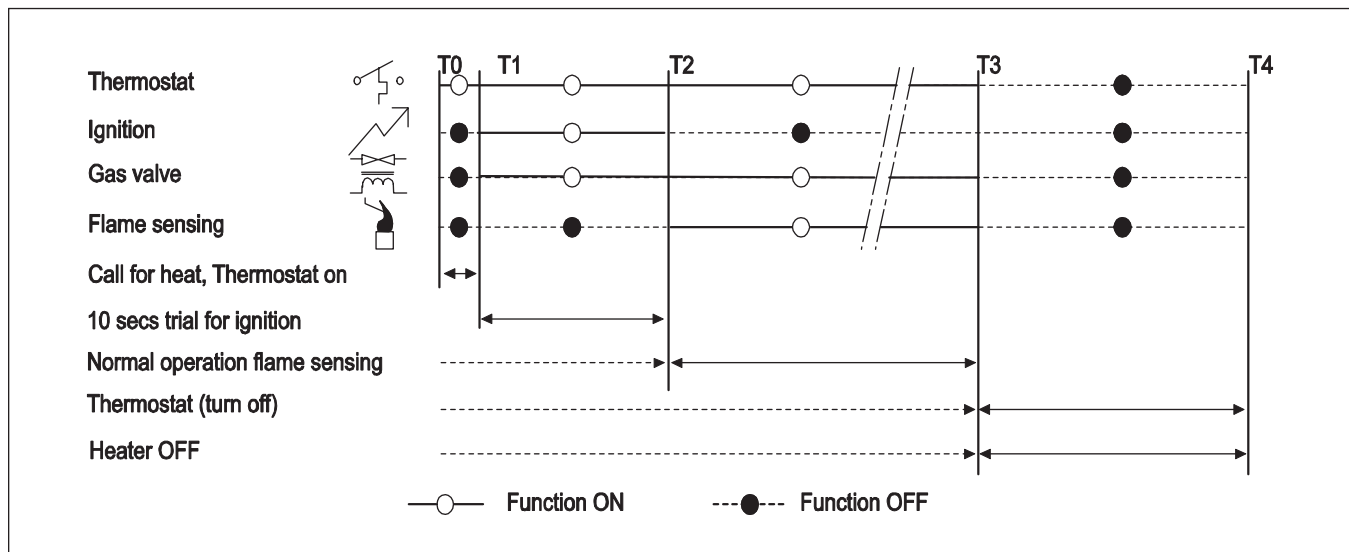 T0 T1 T2 T3 T4
Thermostat
Ignition
Gas valve
Flame sensing
Call for heat, Thermostat on
10 secs trial for ignition
Normal operation flame sensing
Thermostat (turn off)
Heater OFF
Function ON Function OFF